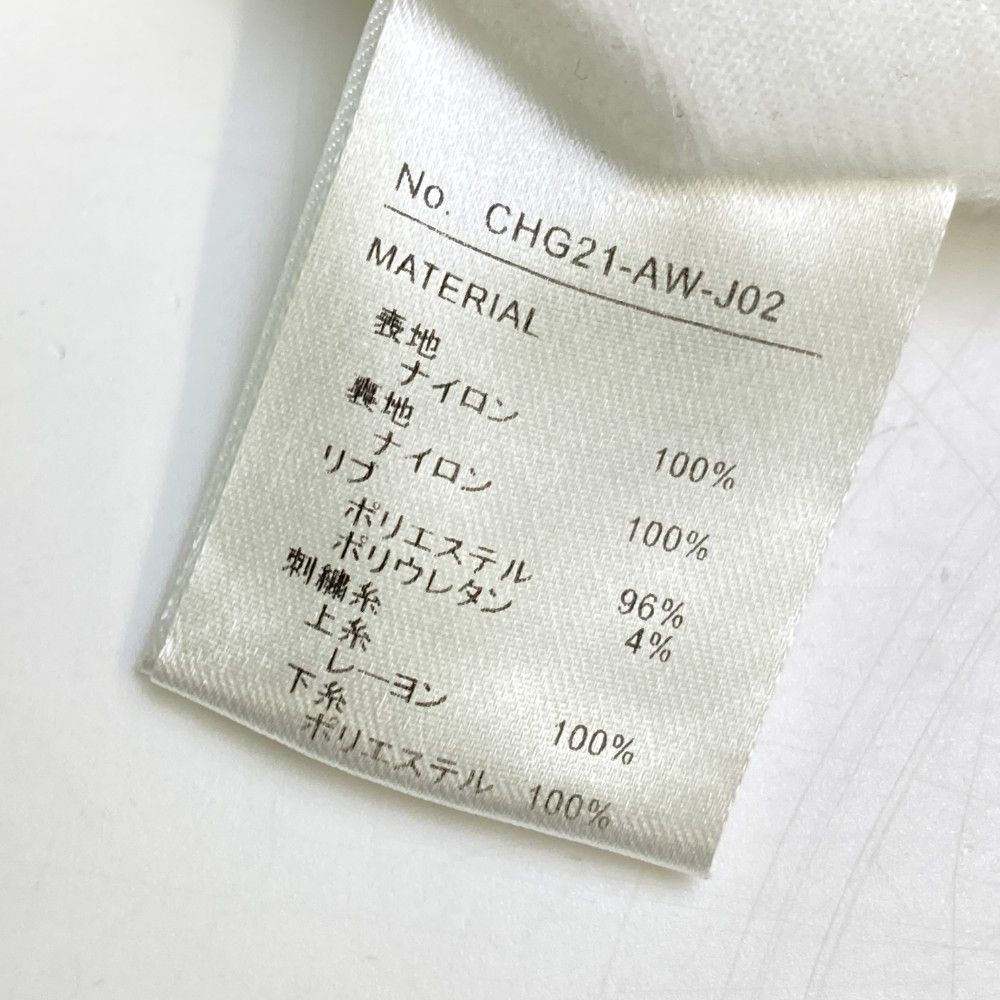 No. CHG21-AW-J02
MATERIAL
表地
ナイロン 100%
裏地
ナイロン 100%
リブ
ポリエステル 96%
ポリウレタン 4%
刺繍糸
上糸
レーヨン 100%
下糸
ポリエステル 100%